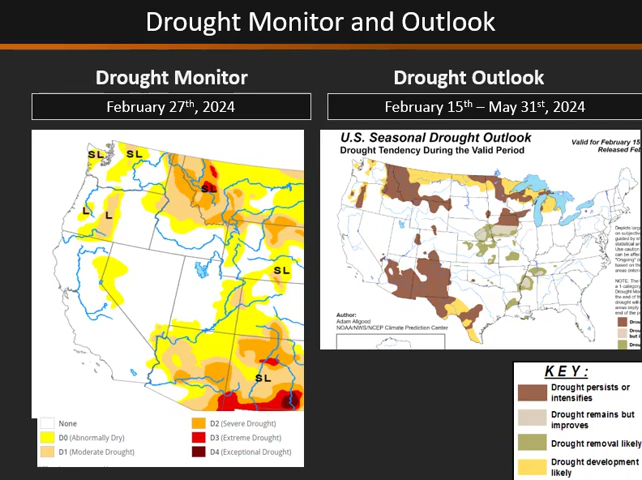 Drought Monitor and Outlook
Drought Monitor
February 27th, 2024
SL
SL
SL
L
L
SL
SL
None
D0 (Abnormally Dry)
D1 (Moderate Drought)
D2 (Severe Drought)
D3 (Extreme Drought)
D4 (Exceptional Drought)
Drought Outlook
February 15th – May 31st, 2024
U.S. Seasonal Drought Outlook
Drought Tendency During the Valid Period
Valid for February 15
Released Feb
Author:
Adam Allgood
NOAA/NWS/NCEP Climate Prediction Center
KEY:
Drought persists or
intensifies
Drought remains but
improves
Drought removal likely
Drought development
likely